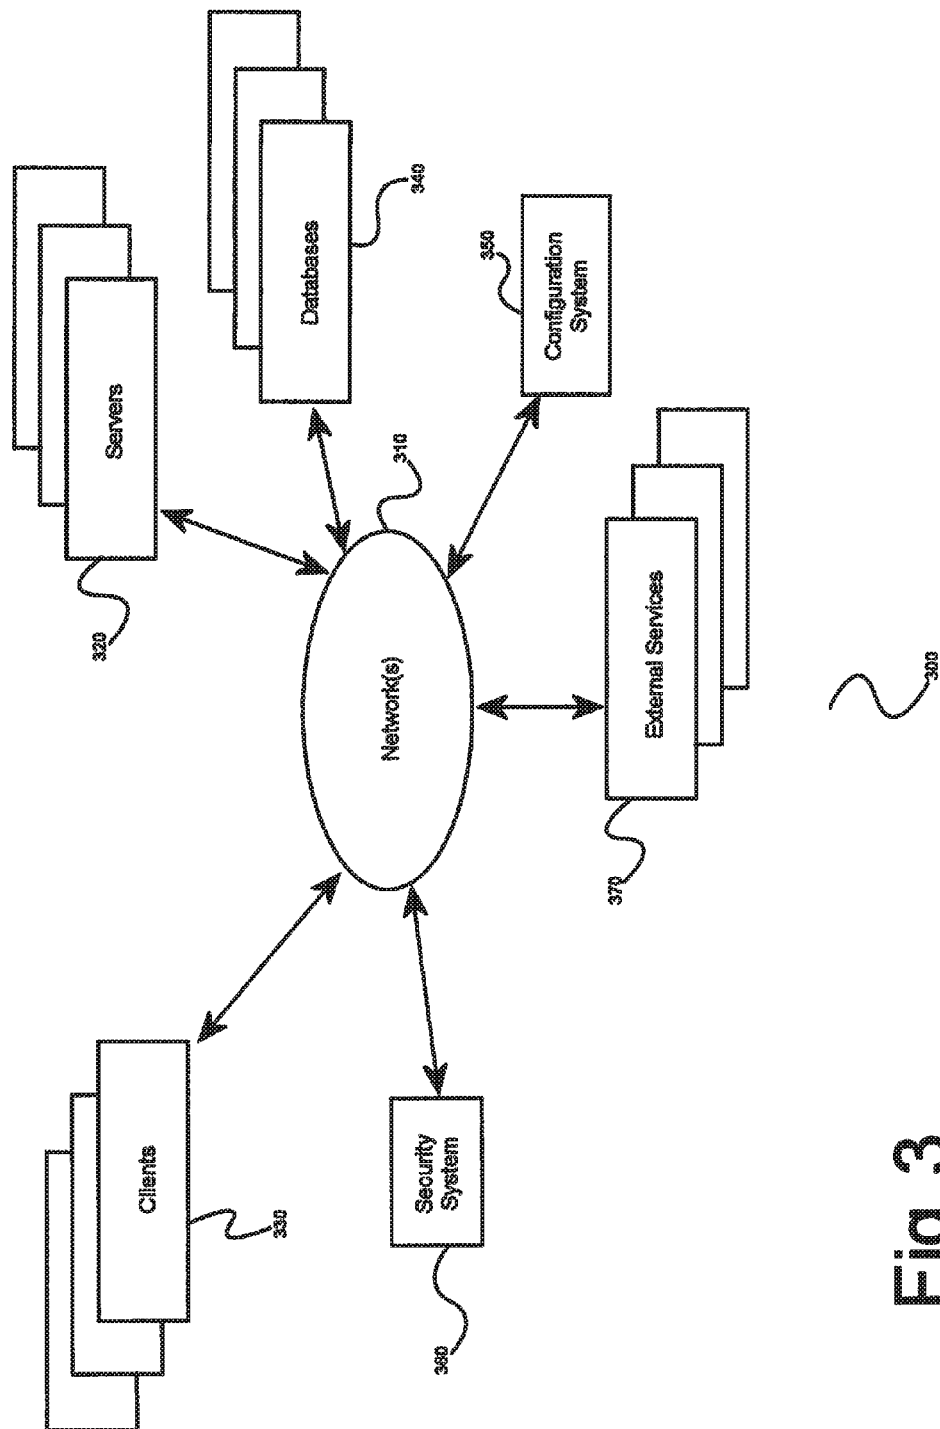 320
Servers
Clients
330
Databases
Network(s)
310
340
Security
System
360
350
Configuration
System
370
External Services
300
Fig. 3